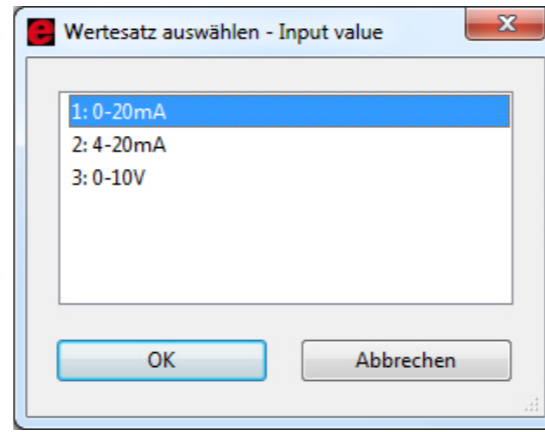 Wertesatz auswählen - Input value
1: 0-20mA
2: 4-20mA
3: 0-10V
OK
Abbrechen